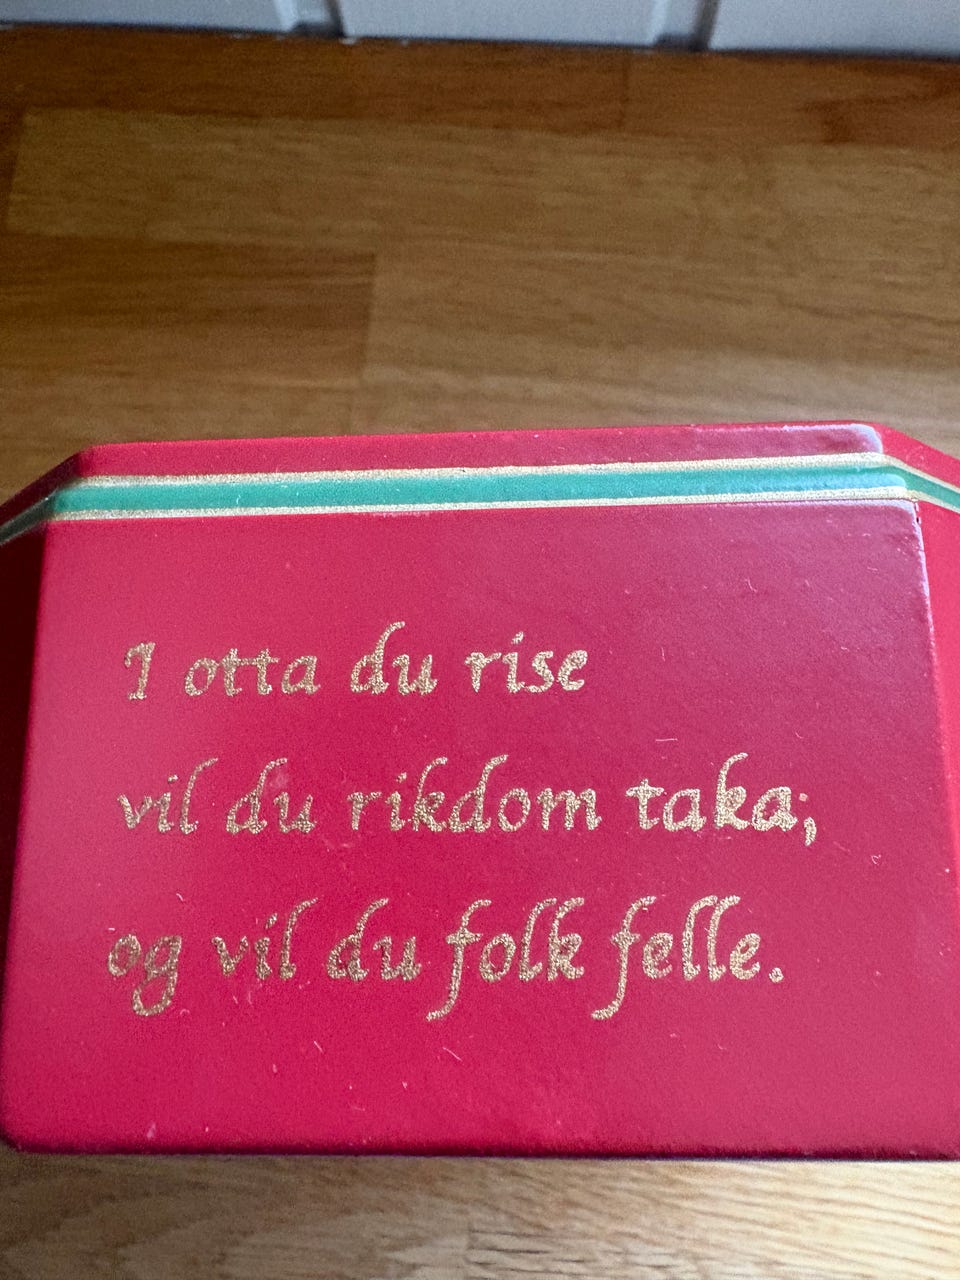 I otta du rise
vil du rikdom taka;
og vil du folk felle.